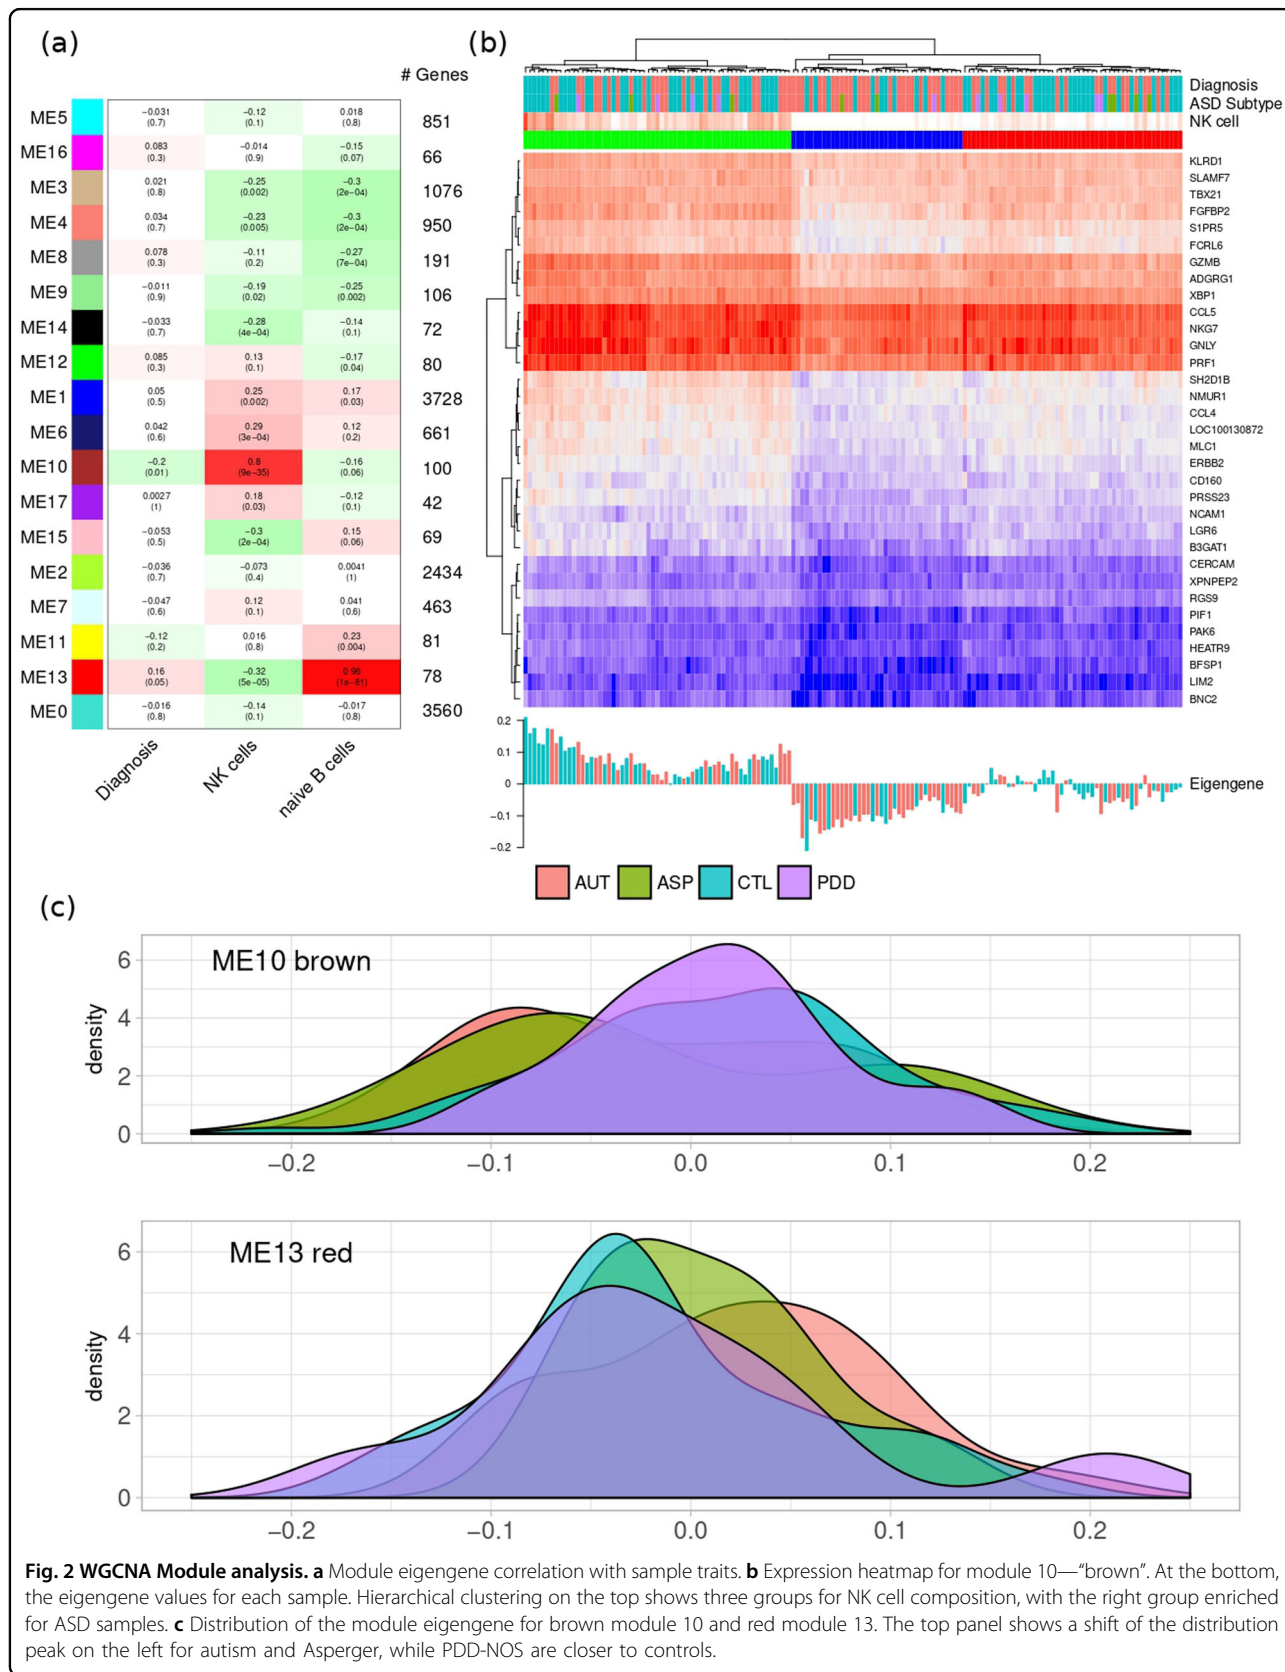 (a)
# Genes
ME5 −0.031 (0.7) −0.12 (0.1) 0.018 (0.8) 851
ME16 0.083 (0.3) −0.014 (0.9) −0.15 (0.07) 66
ME3 0.021 (0.8) −0.25 (0.002) −0.3 (2e−04) 1076
ME4 0.034 (0.7) −0.23 (0.005) −0.3 (2e−04) 950
ME8 0.078 (0.3) −0.11 (0.2) −0.27 (7e−04) 191
ME9 −0.011 (0.9) −0.19 (0.02) −0.25 (0.002) 106
ME14 −0.033 (0.7) −0.28 (4e−04) −0.14 (0.1) 72
ME12 0.085 (0.3) 0.13 (0.1) −0.17 (0.04) 80
ME1 0.05 (0.5) 0.25 (0.002) 0.17 (0.03) 3728
ME6 0.042 (0.6) 0.29 (3e−04) 0.12 (0.2) 661
ME10 −0.2 (0.01) 0.8 (9e−35) −0.16 (0.06) 100
ME17 0.0027 (1) 0.18 (0.03) −0.12 (0.1) 42
ME15 −0.053 (0.5) −0.3 (2e−04) 0.15 (0.06) 69
ME2 −0.036 (0.7) −0.073 (0.4) 0.0041 (1) 2434
ME7 −0.047 (0.6) 0.12 (0.1) 0.041 (0.6) 463
ME11 −0.12 (0.2) 0.016 (0.8) 0.23 (0.004) 81
ME13 0.16 (0.05) −0.32 (5e−05) 0.96 (1e−81) 78
ME0 −0.016 (0.8) −0.14 (0.1) −0.017 (0.8) 3560
Diagnosis NK cells naive B cells
(b)
Diagnosis
ASD Subtype
NK cell
KLRD1
SLAMF7
TBX21
FGFBP2
S1PR5
FCRL6
GZMB
ADGRG1
XBP1
CCL5
NKG7
GNLY
PRF1
SH2D1B
NMUR1
CCL4
LOC100130872
MLC1
ERBB2
CD160
PRSS23
NCAM1
LGR6
B3GAT1
CERCAM
XPNPEP2
RGS9
PIF1
PAK6
HEATR9
BFSP1
LIM2
BNC2
0.2
0.1
0
−0.1
−0.2
Eigengene
AUT ASP CTL PDD
(c)
ME10 brown
density
6
4
2
0
−0.2 −0.1 0.0 0.1 0.2
ME13 red
density
6
4
2
0
−0.2 −0.1 0.0 0.1 0.2
Fig. 2 WGCNA Module analysis. a Module eigengene correlation with sample traits. b Expression heatmap for module 10—“brown”. At the bottom,
the eigengene values for each sample. Hierarchical clustering on the top shows three groups for NK cell composition, with the right group enriched
for ASD samples. c Distribution of the module eigengene for brown module 10 and red module 13. The top panel shows a shift of the distribution
peak on the left for autism and Asperger, while PDD-NOS are closer to controls.